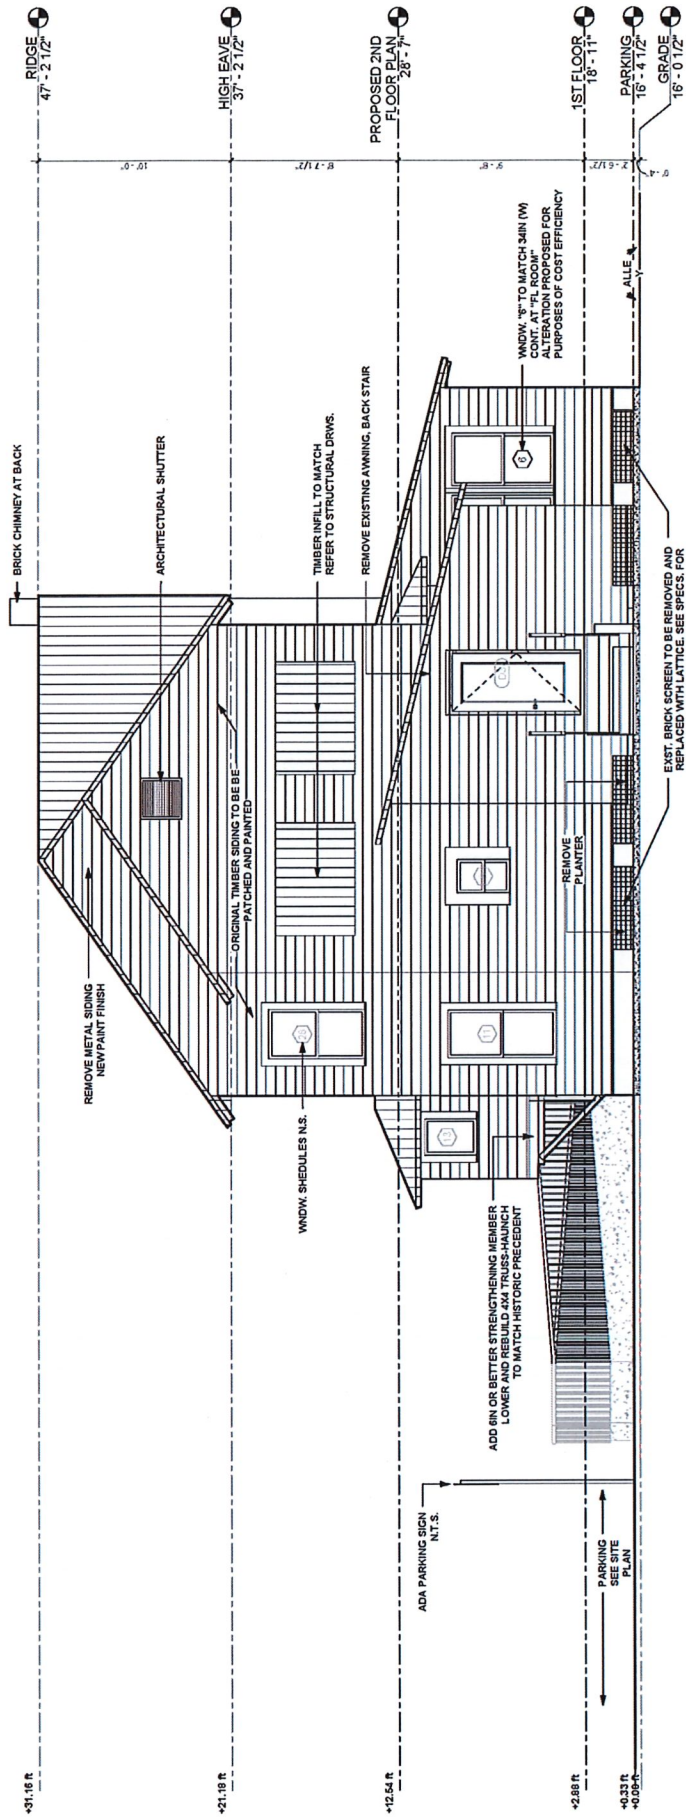 RIDGE
47' - 2 1/2"
HIGH EAVE
37' - 2 1/2"
PROPOSED 2ND
FLOOR PLAN
28' - 7"
1ST FLOOR
18' - 11"
PARKING
16' - 4 1/2"
GRADE
16' - 0 1/2"
10' - 0"
8' - 7 1/2"
9' - 8"
2' - 6 1/2"
0' - 4"
BRICK CHIMNEY AT BACK
ARCHITECTURAL SHUTTER
TIMBER INFILL TO MATCH
REFER TO STRUCTURAL DRWS.
REMOVE EXISTING AWNING, BACK STAIR
WNDW. "6" TO MATCH 34IN (W)
CONT. AT "FL ROOM"
ALTERATION PROPOSED FOR
PURPOSES OF COST EFFICIENCY
ALLE
Y
6
REMOVE METAL SIDING
NEW PAINT FINISH
ORIGINAL TIMBER SIDING TO BE BE
PATCHED AND PAINTED
WNDW. SHEDULES N.S.
26
11
13
REMOVE
PLANTER
EXST. BRICK SCREEN TO BE REMOVED AND
REPLACED WITH LATTICE. SEE SPECS. FOR
ADD 6IN OR BETTER STRENGTHENING MEMBER
LOWER AND REBUILD 4X4 TRUSS-HAUNCH
TO MATCH HISTORIC PRECEDENT
ADA PARKING SIGN
N.T.S.
PARKING
SEE SITE
PLAN
+31.16 ft
+21.18 ft
+12.54 ft
+2.88 ft
+0.33 ft
+0.00 ft